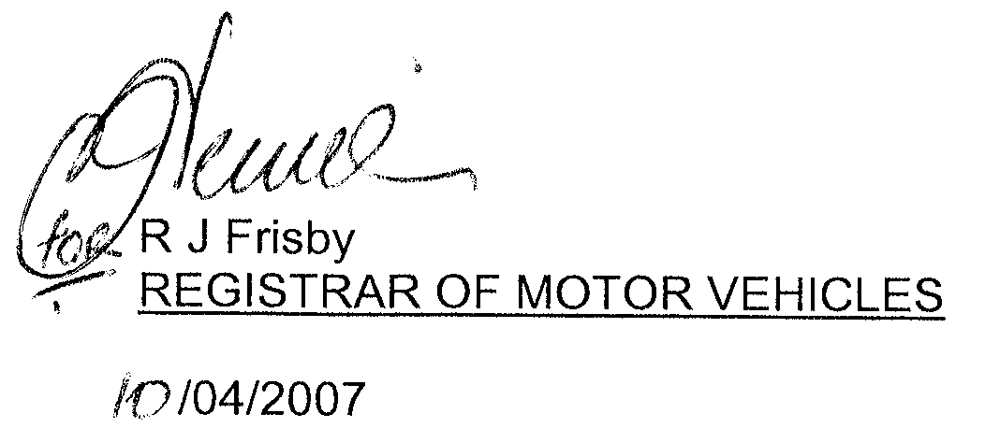 for R J Frisby
REGISTRAR OF MOTOR VEHICLES
10/04/2007